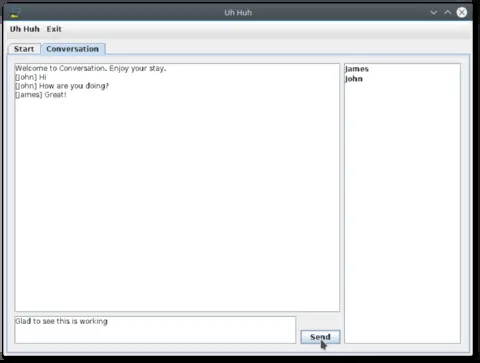 Uh Huh
Uh Huh Exit
Start Conversation
Welcome to Conversation. Enjoy your stay.
[John] Hi
[John] How are you doing?
[James] Great!
James
John
Glad to see this is working
Send